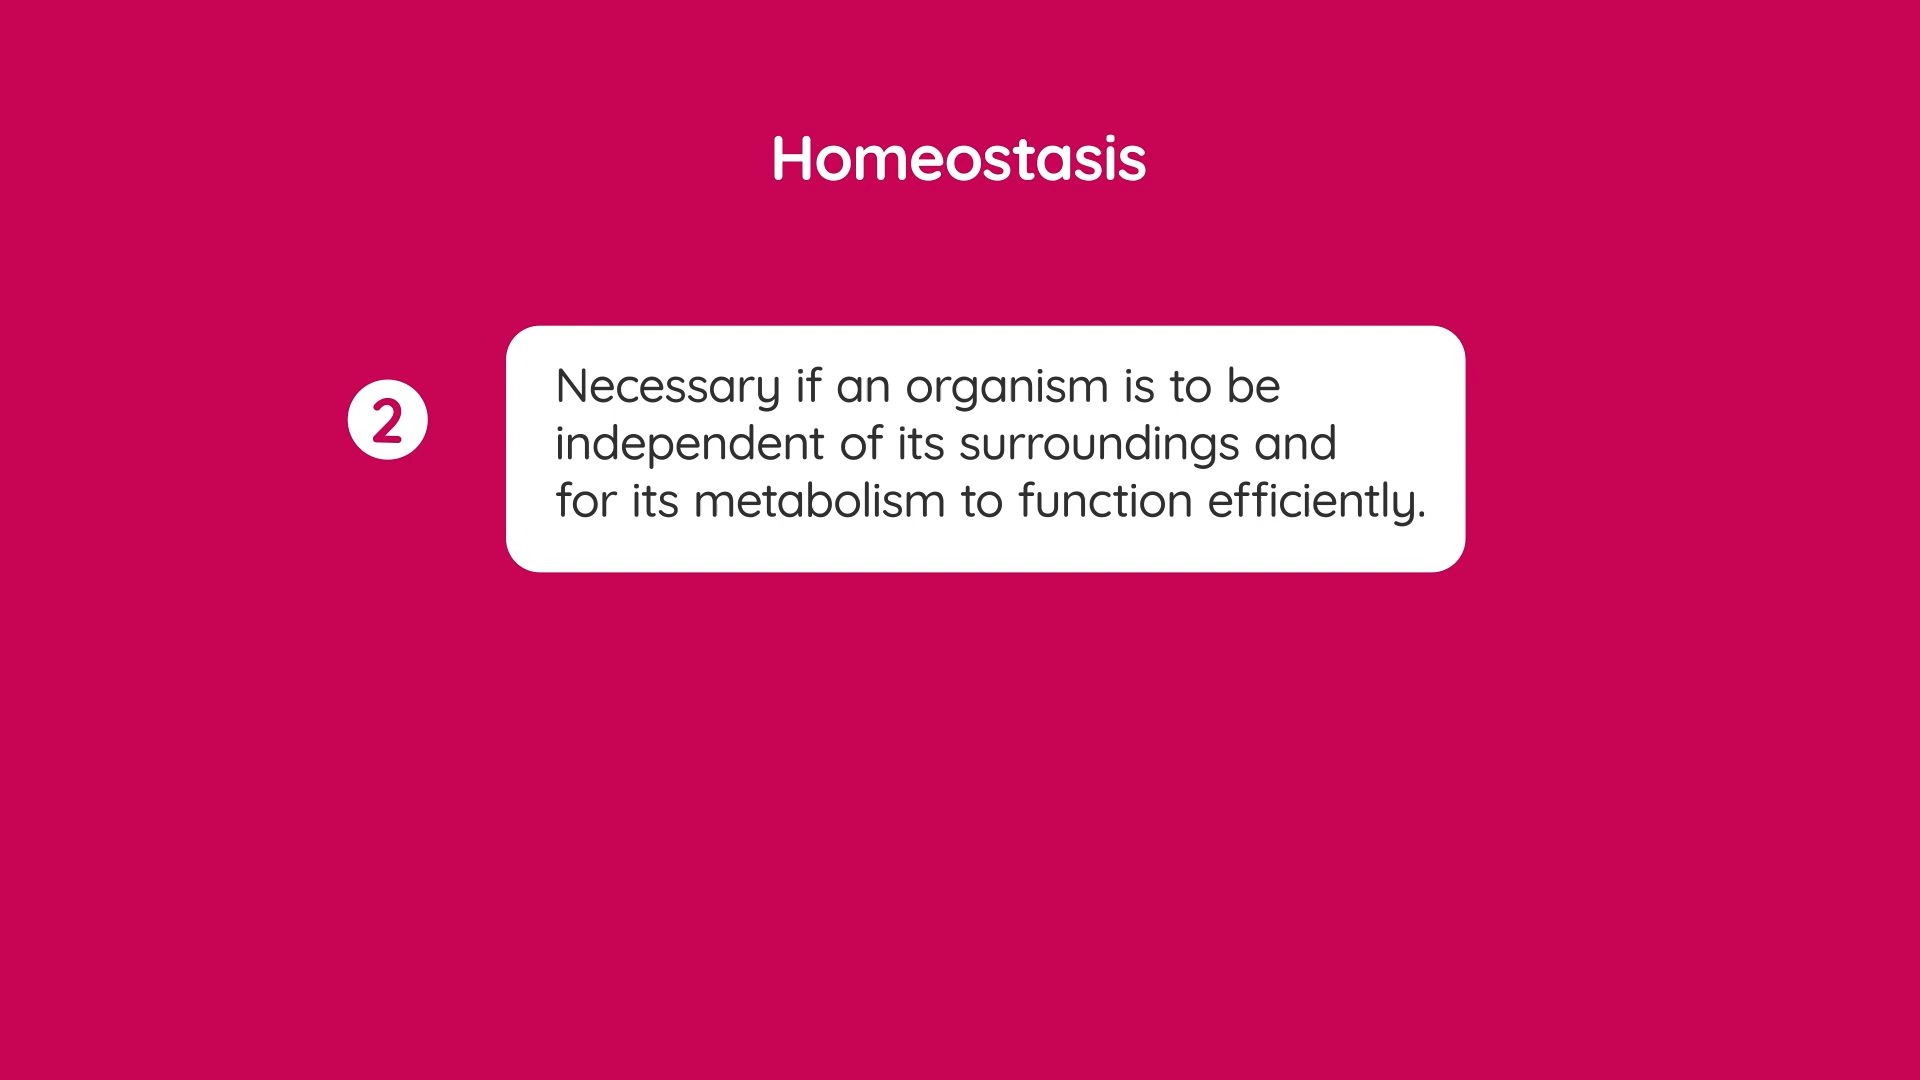 Homeostasis
2
Necessary if an organism is to be
independent of its surroundings and
for its metabolism to function efficiently.